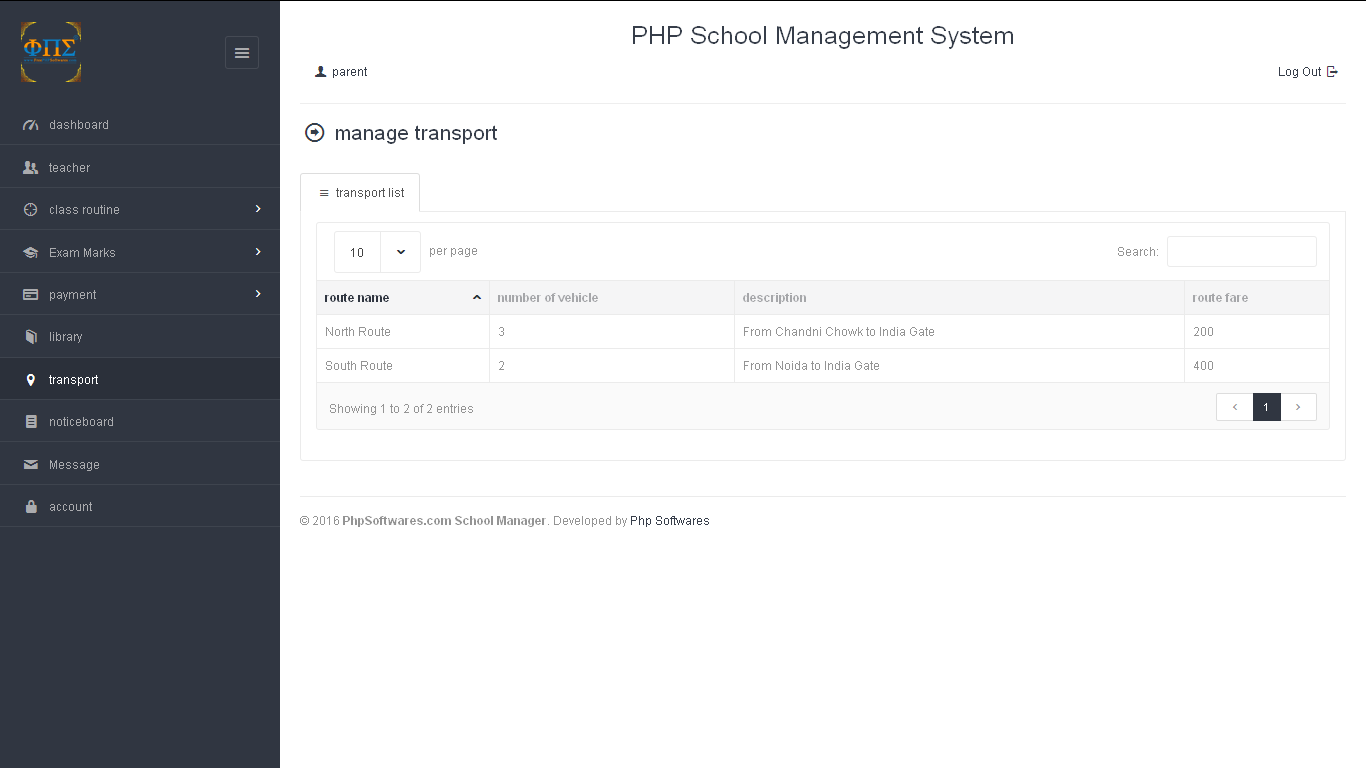 ΦΠΣ
PHP School Management System
parent
Log Out
dashboard
teacher
class routine
Exam Marks
payment
library
transport
noticeboard
Message
account
manage transport
transport list
10 per page
Search:
route name number of vehicle description route fare
North Route 3 From Chandni Chowk to India Gate 200
South Route 2 From Noida to India Gate 400
Showing 1 to 2 of 2 entries
1
© 2016 PhpSoftwares.com School Manager. Developed by Php Softwares